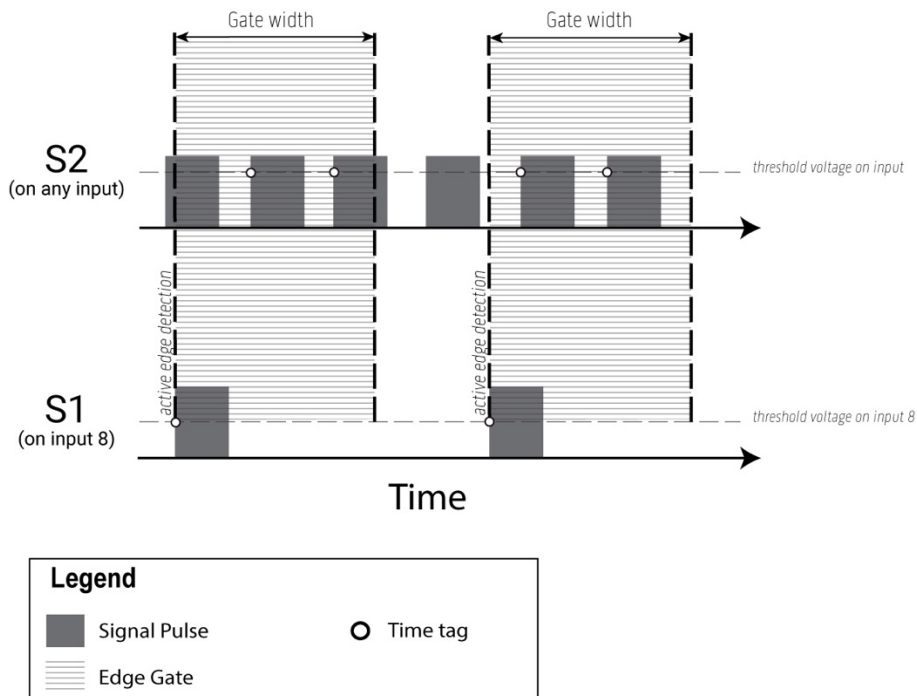 Gate width
Gate width
S2
(on any input)
threshold voltage on input
active edge detection
active edge detection
S1
(on input 8)
threshold voltage on input 8
Time
Legend
Signal Pulse
Time tag
Edge Gate